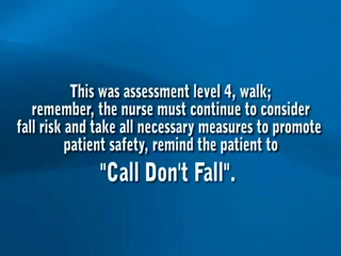 This was assessment level 4, walk;
remember, the nurse must continue to consider
fall risk and take all necessary measures to promote
patient safety, remind the patient to
"Call Don't Fall".